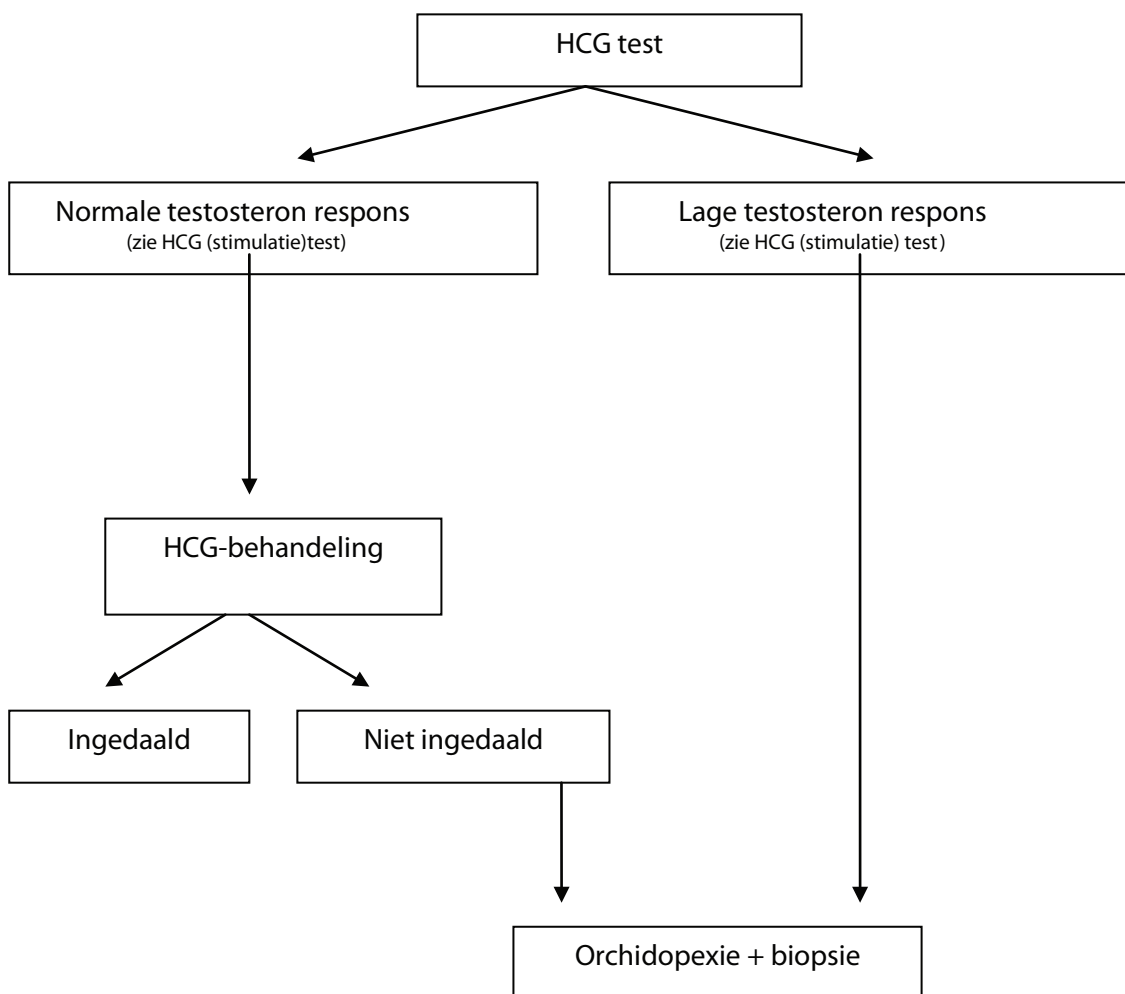 HCG test
Normale testosteron respons
(zie HCG (stimulatie)test)
Lage testosteron respons
(zie HCG (stimulatie) test)
HCG-behandeling
Ingedaald
Niet ingedaald
Orchidopexie + biopsie